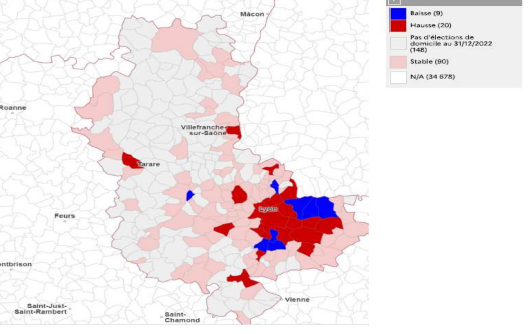 Mâcon
Roanne
Villefranche-
sur-Saône
Tarare
Feurs
Lyon
ontbrison
Saint-Just-
Saint-Rambert
Saint-
Chamond
Vienne
Baisse (9)
Hausse (20)
Pas d'élections de
domicile au 31/12/2022
(148)
Stable (90)
N/A (34 678)